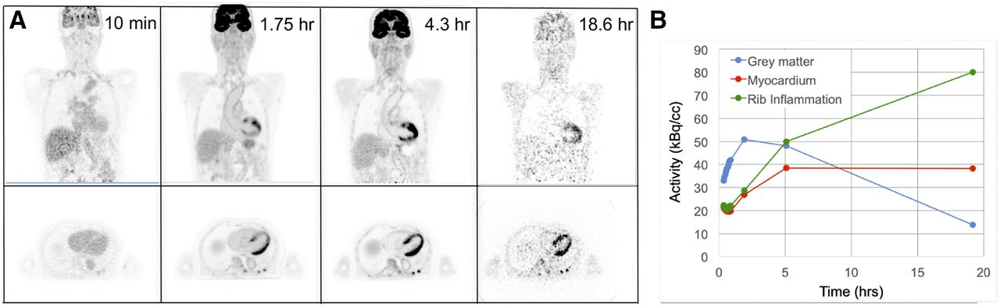 A
10 min
1.75 hr
4.3 hr
18.6 hr
B
90
80
70
60
50
40
30
20
10
0
Activity (kBq/cc)
Grey matter
Myocardium
Rib Inflammation
0
5
10
15
20
Time (hrs)